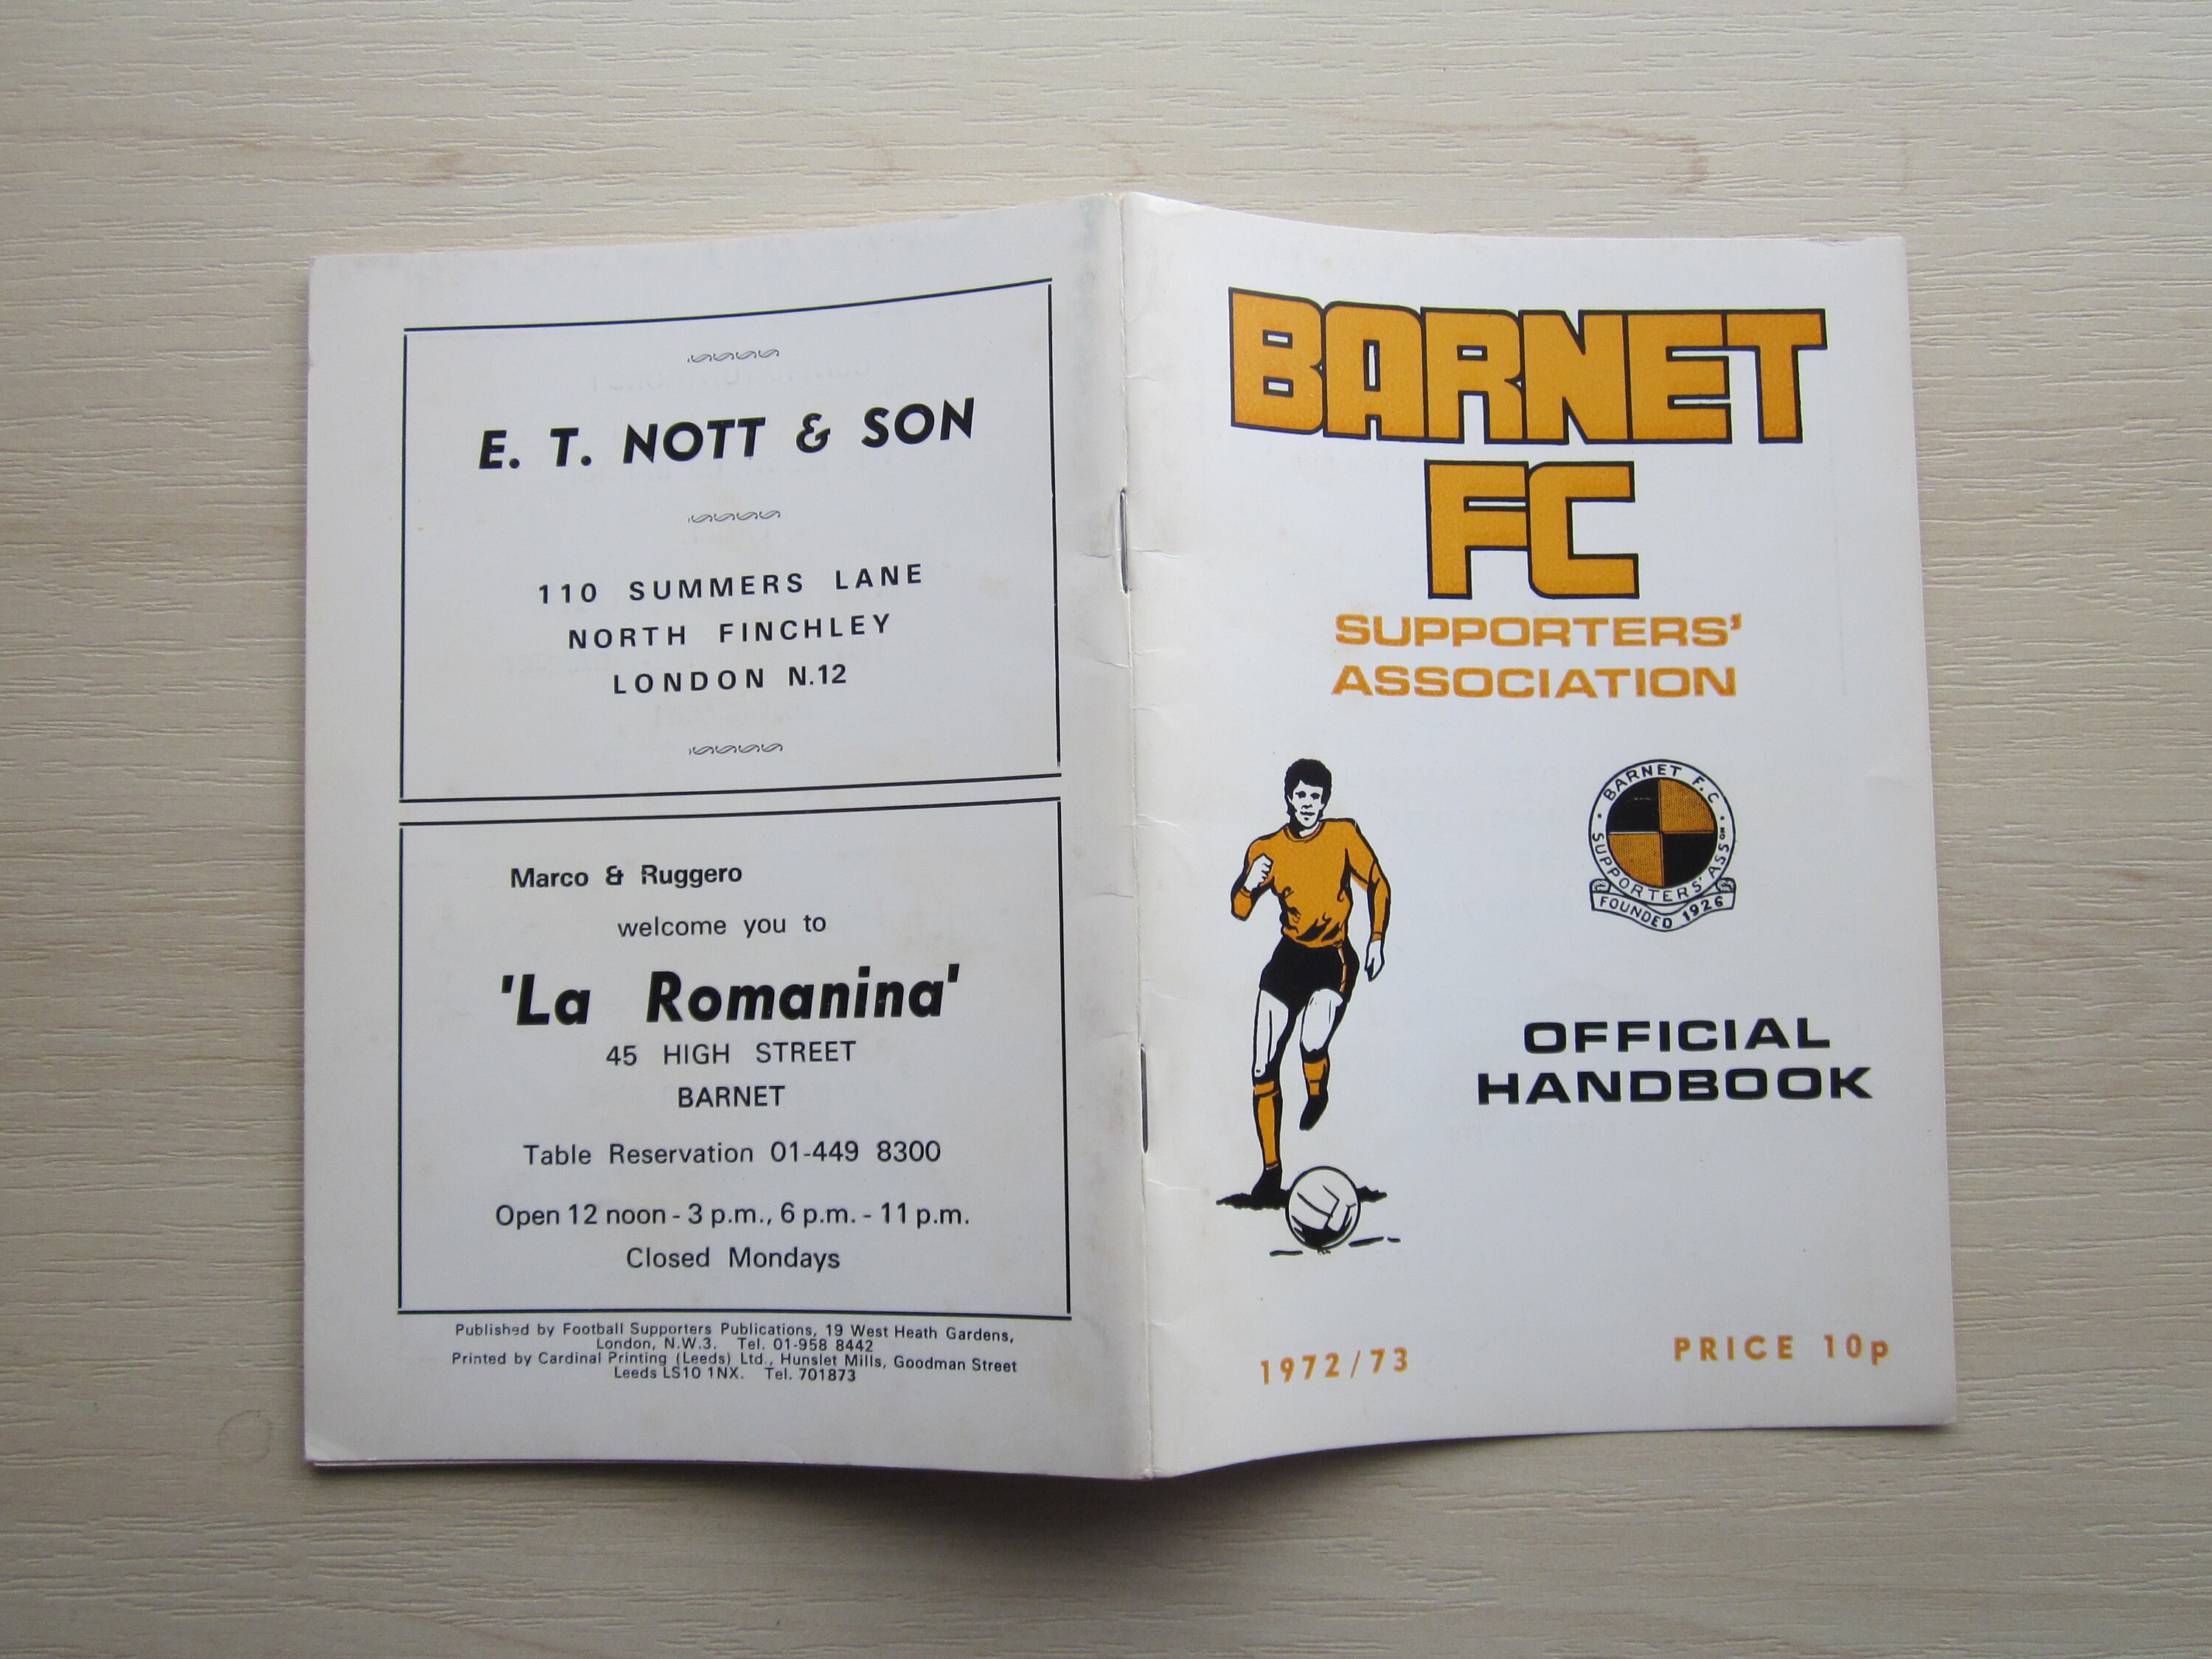 E. T. NOTT & SON
110 SUMMERS LANE
NORTH FINCHLEY
LONDON N.12
Marco & Ruggero
welcome you to
'La Romanina'
45 HIGH STREET
BARNET
Table Reservation 01-449 8300
Open 12 noon - 3 p.m., 6 p.m. - 11 p.m.
Closed Mondays
Published by Football Supporters Publications, 19 West Heath Gardens,
London, N.W.3. Tel. 01-958 8442
Printed by Cardinal Printing (Leeds) Ltd., Hunslet Mills, Goodman Street
Leeds LS10 1NX. Tel. 701873
BARNET
FC
SUPPORTERS'
ASSOCIATION
BARNET F.C
SUPPORTERS' ASSON
FOUNDED 1926
OFFICIAL
HANDBOOK
1972/73
PRICE 10p